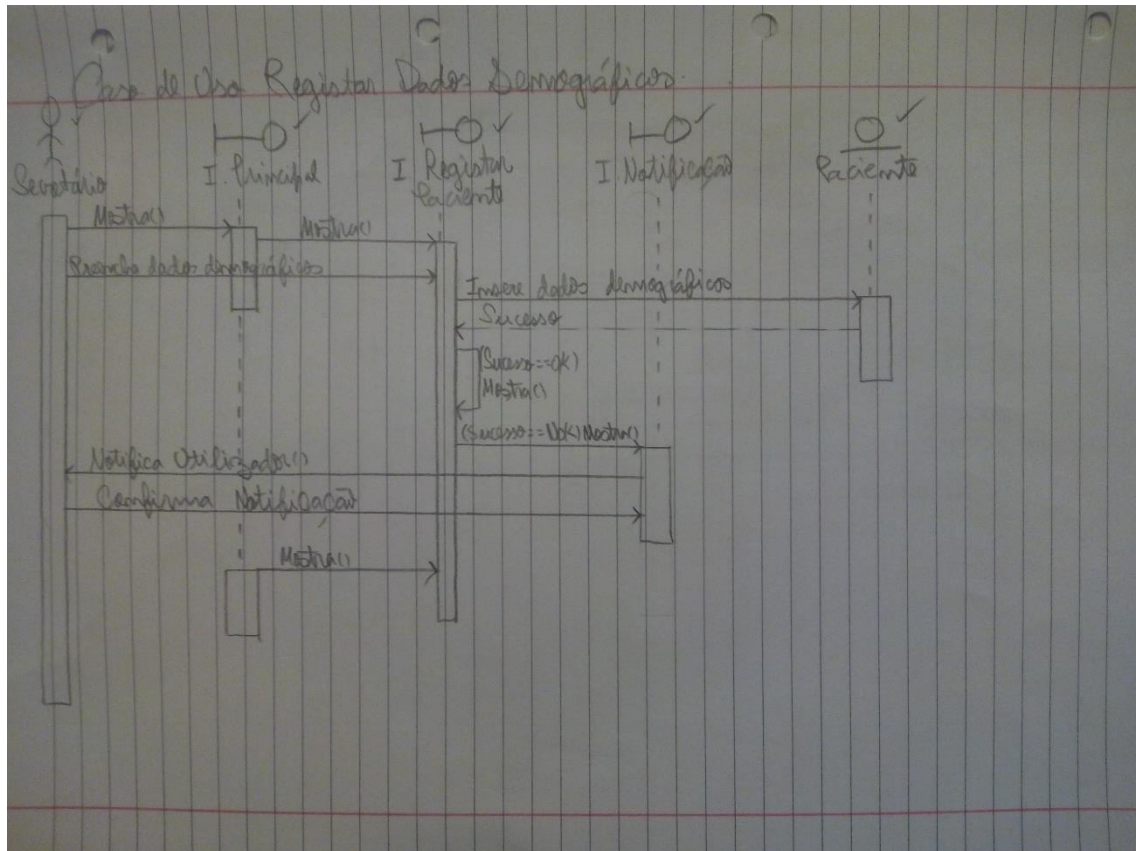 Caso de Uso Registar Dados Demográficos.
Secretário
I. Principal
I Registar
Paciente
I Notificação
Paciente
Mostra()
Mostra()
Preenche dados demográficos
Insere dados demográficos
Sucesso
(Sucesso==Ok)
Mostra()
(Sucesso==NOk) Mostra()
Notifica Utilizador()
Confirma Notificação
Mostra()